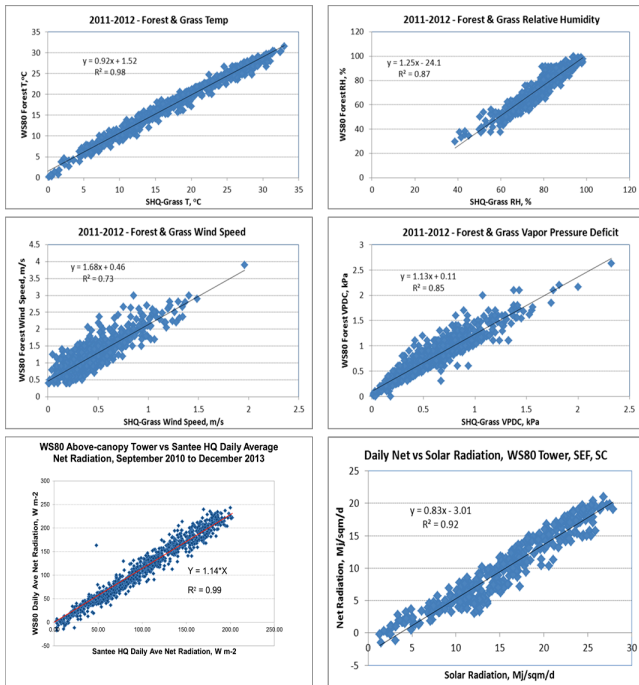 2011-2012 - Forest & Grass Temp
WS80 Forest T,°C
35
30
25
20
15
10
5
0
y = 0.92x + 1.52
R² = 0.98
0 5 10 15 20 25 30 35
SHQ-Grass T, °C
2011-2012 - Forest & Grass Relative Humidity
WS80 ForestRH, %
120
100
80
60
40
20
0
y = 1.25x - 24.1
R² = 0.87
0 20 40 60 80 100 120
SHQ-Grass RH, %
2011-2012 - Forest & Grass Wind Speed
WS80 Forest Wind Speed, m/s
4.5
4
3.5
3
2.5
2
1.5
1
0.5
0
y = 1.68x + 0.46
R² = 0.73
0 0.5 1 1.5 2 2.5
SHQ-Grass Wind Speed, m/s
2011-2012 - Forest & Grass Vapor Pressure Deficit
WS80 Forest VPDC, kPa
3
2.5
2
1.5
1
0.5
0
y = 1.13x + 0.11
R² = 0.85
0 0.5 1 1.5 2 2.5
SHQ-Grass VPDC, kPa
WS80 Above-canopy Tower vs Santee HQ Daily Average
Net Radiation, September 2010 to December 2013
WS80 Daily Ave Net Radiation, W m-2
300
250
200
150
100
50
0
-50
Y = 1.14*X
R² = 0.99
0.00 50.00 100.00 150.00 200.00 250.00
Santee HQ Daily Ave Net Radiation, W m-2
Daily Net vs Solar Radiation, WS80 Tower, SEF, SC
Net Radiation, Mj/sqm/d
25
20
15
10
5
0
-5
y = 0.83x - 3.01
R² = 0.92
0 5 10 15 20 25 30
Solar Radiation, Mj/sqm/d